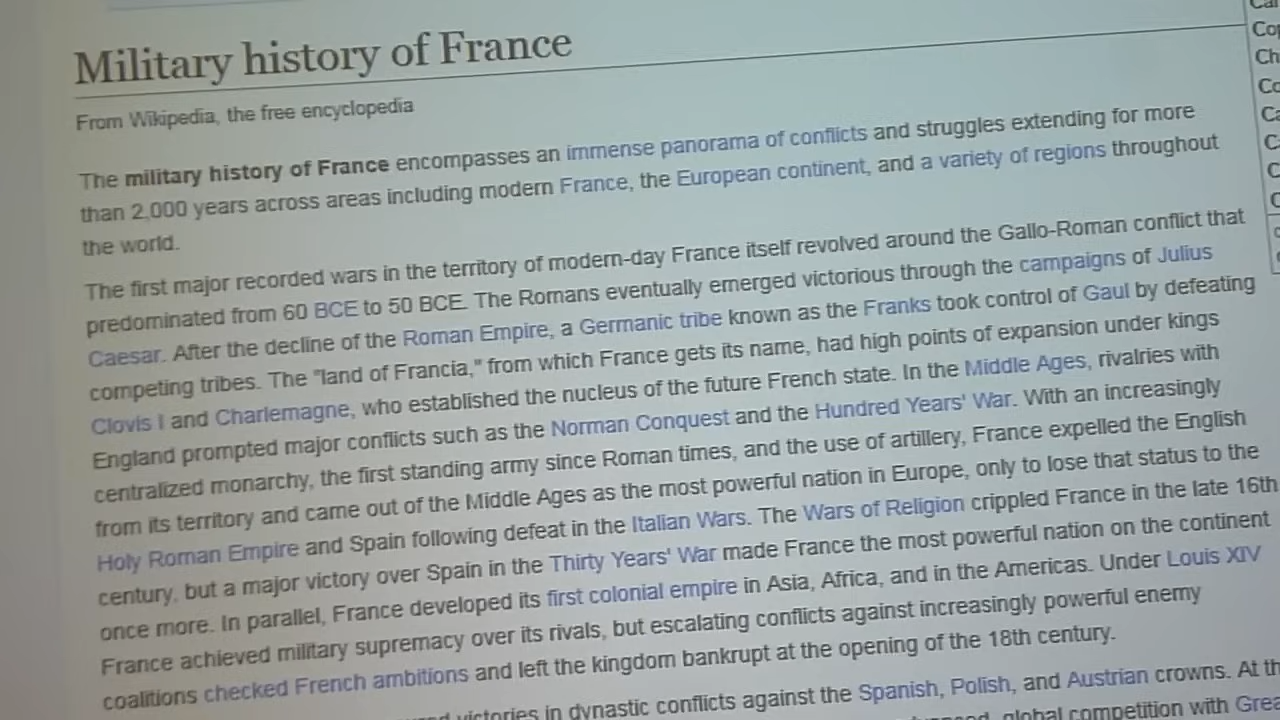 Military history of France
From Wikipedia, the free encyclopedia
The military history of France encompasses an immense panorama of conflicts and struggles extending for more
than 2,000 years across areas including modern France, the European continent, and a variety of regions throughout
the world.
The first major recorded wars in the territory of modern-day France itself revolved around the Gallo-Roman conflict that
predominated from 60 BCE to 50 BCE. The Romans eventually emerged victorious through the campaigns of Julius
Caesar. After the decline of the Roman Empire, a Germanic tribe known as the Franks took control of Gaul by defeating
competing tribes. The "land of Francia," from which France gets its name, had high points of expansion under kings
Clovis I and Charlemagne, who established the nucleus of the future French state. In the Middle Ages, rivalries with
England prompted major conflicts such as the Norman Conquest and the Hundred Years' War. With an increasingly
centralized monarchy, the first standing army since Roman times, and the use of artillery, France expelled the English
from its territory and came out of the Middle Ages as the most powerful nation in Europe, only to lose that status to the
Holy Roman Empire and Spain following defeat in the Italian Wars. The Wars of Religion crippled France in the late 16th
century, but a major victory over Spain in the Thirty Years' War made France the most powerful nation on the continent
once more. In parallel, France developed its first colonial empire in Asia, Africa, and in the Americas. Under Louis XIV
France achieved military supremacy over its rivals, but escalating conflicts against increasingly powerful enemy
coalitions checked French ambitions and left the kingdom bankrupt at the opening of the 18th century.
victories in dynastic conflicts against the Spanish, Polish, and Austrian crowns. At
global competition with